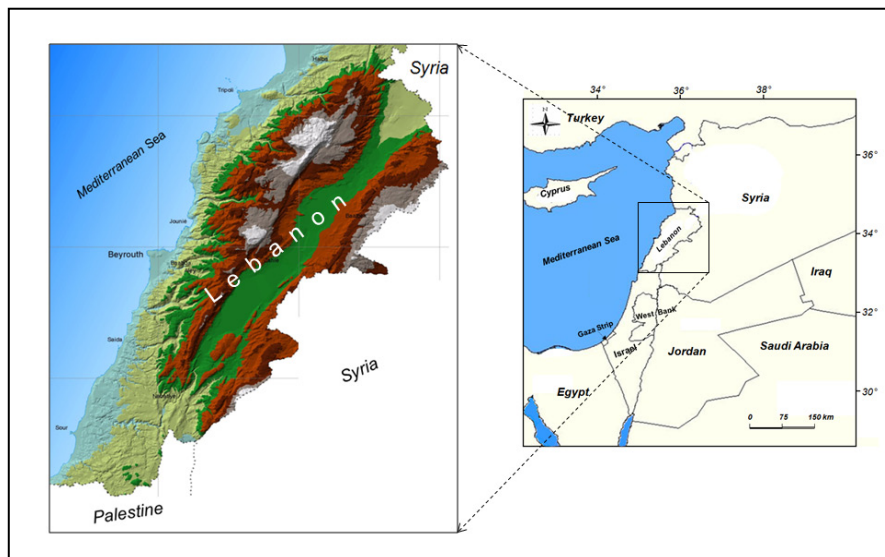 Syria
Halba
Tripoli
Mediterranean Sea
Jounie
Beyrouth
Lebanon
Saida
Sour
Syria
Palestine
34°
36°
38°
N
Turkey
36°
Cyprus
Syria
Mediterranean Sea
Lebanon
34°
Iraq
West Bank
32°
Gaza Strip
Israel
Jordan
Saudi Arabia
Egypt
30°
0 75 150 km